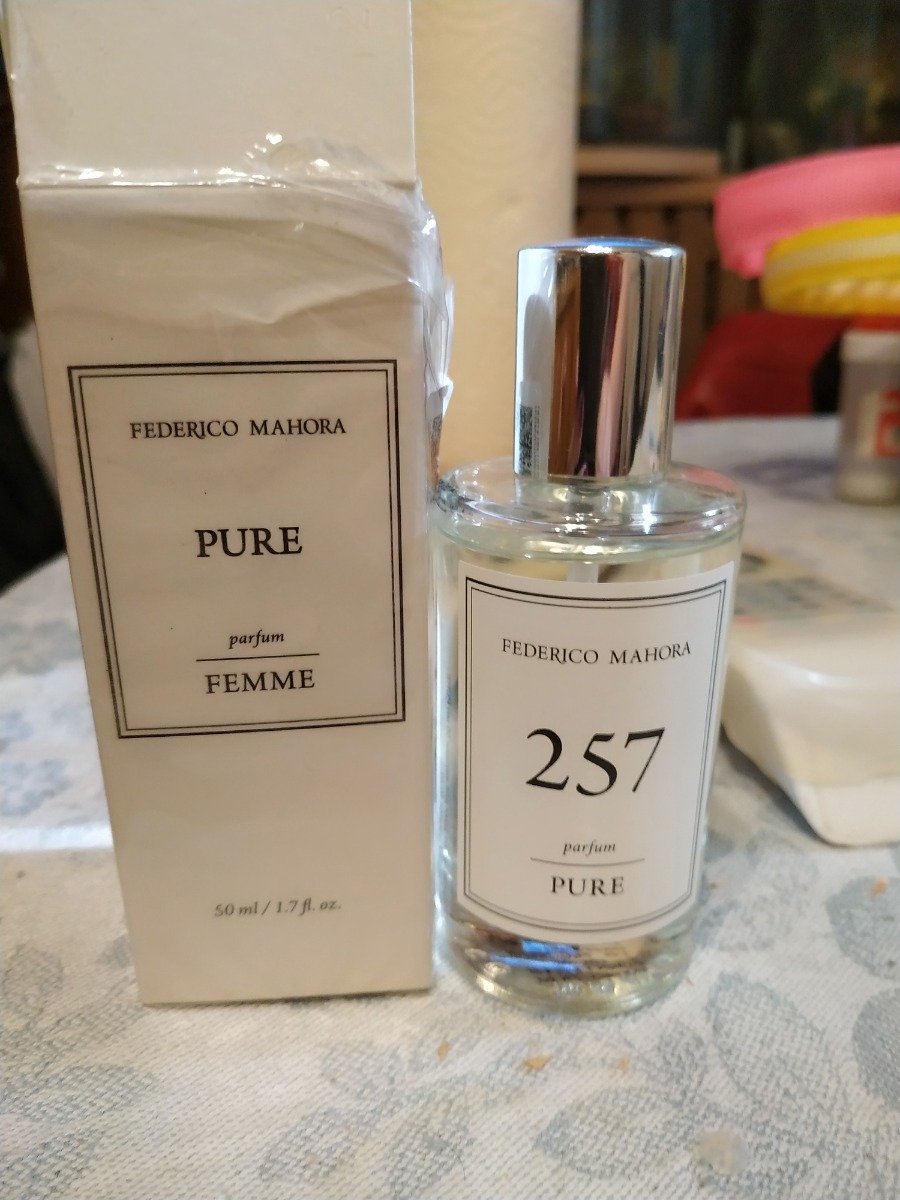 FEDERICO MAHORA
PURE
parfum
FEMME
50 ml / 1.7 fl. oz.
FEDERICO MAHORA
257
parfum
PURE